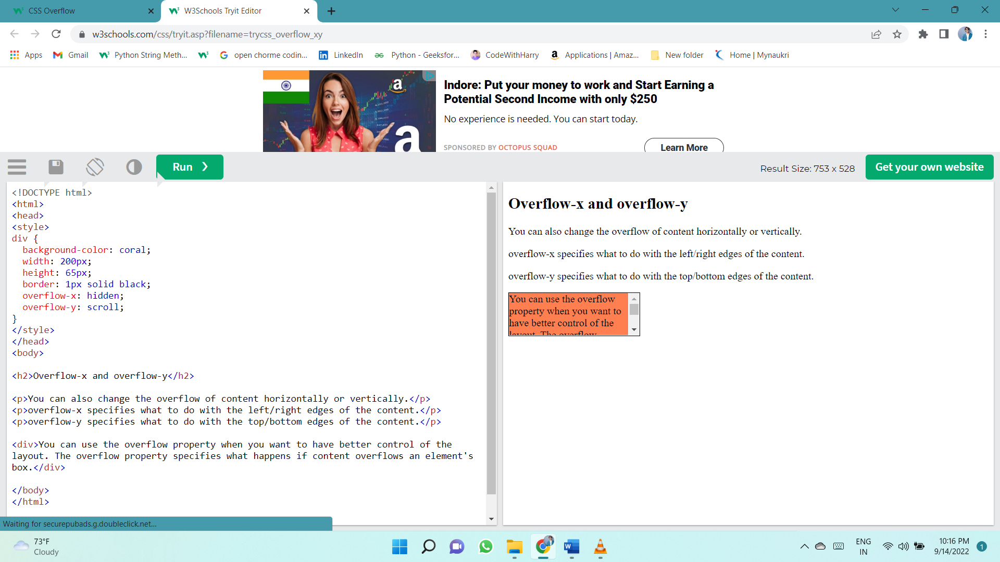 CSS Overflow
W3Schools Tryit Editor
w3schools.com/css/tryit.asp?filename=trycss_overflow_xy
Apps
Gmail
Python String Meth...
open chorme codin...
LinkedIn
Python - Geeksfor...
CodeWithHarry
Applications | Amaz...
New folder
Home | Mynaukri
Indore: Put your money to work and Start Earning a
Potential Second Income with only $250
No experience is needed. You can start today.
SPONSORED BY OCTOPUS SQUAD
Learn More
Run ❯
Result Size: 753 x 528
Get your own website
<!DOCTYPE html>
<html>
<head>
<style>
div {
  background-color: coral;
  width: 200px;
  height: 65px;
  border: 1px solid black;
  overflow-x: hidden;
  overflow-y: scroll;
}
</style>
</head>
<body>
<h2>Overflow-x and overflow-y</h2>
<p>You can also change the overflow of content horizontally or vertically.</p>
<p>overflow-x specifies what to do with the left/right edges of the content.</p>
<p>overflow-y specifies what to do with the top/bottom edges of the content.</p>
<div>You can use the overflow property when you want to have better control of the
layout. The overflow property specifies what happens if content overflows an element's
box.</div>
</body>
</html>
Overflow-x and overflow-y
You can also change the overflow of content horizontally or vertically.
overflow-x specifies what to do with the left/right edges of the content.
overflow-y specifies what to do with the top/bottom edges of the content.
You can use the overflow
property when you want to
have better control of the
layout. The overflow
Waiting for securepubads.g.doubleclick.net...
73°F
Cloudy
ENG
IN
10:16 PM
9/14/2022
1